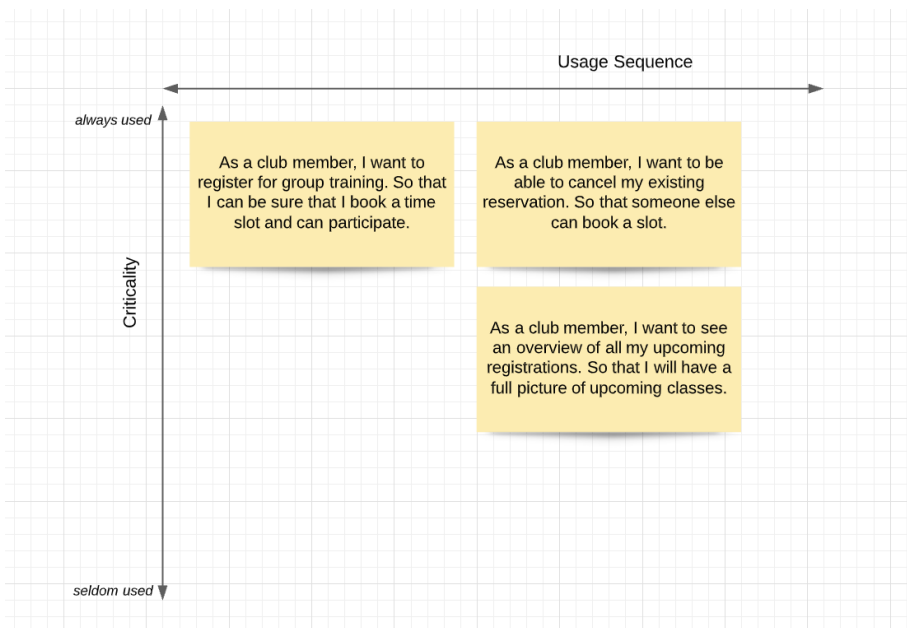 Usage Sequence
always used
As a club member, I want to
register for group training. So that
I can be sure that I book a time
slot and can participate.
As a club member, I want to be
able to cancel my existing
reservation. So that someone else
can book a slot.
Criticality
As a club member, I want to see
an overview of all my upcoming
registrations. So that I will have a
full picture of upcoming classes.
seldom used